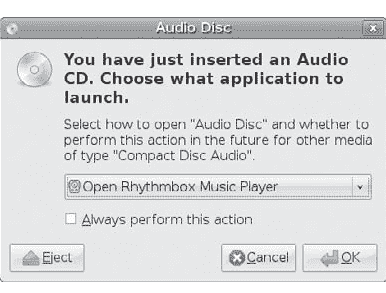 Audio Disc
You have just inserted an Audio
CD. Choose what application to
launch.
Select how to open "Audio Disc" and whether to
perform this action in the future for other media
of type "Compact Disc Audio".
Open Rhythmbox Music Player
Always perform this action
Eject
Cancel
OK